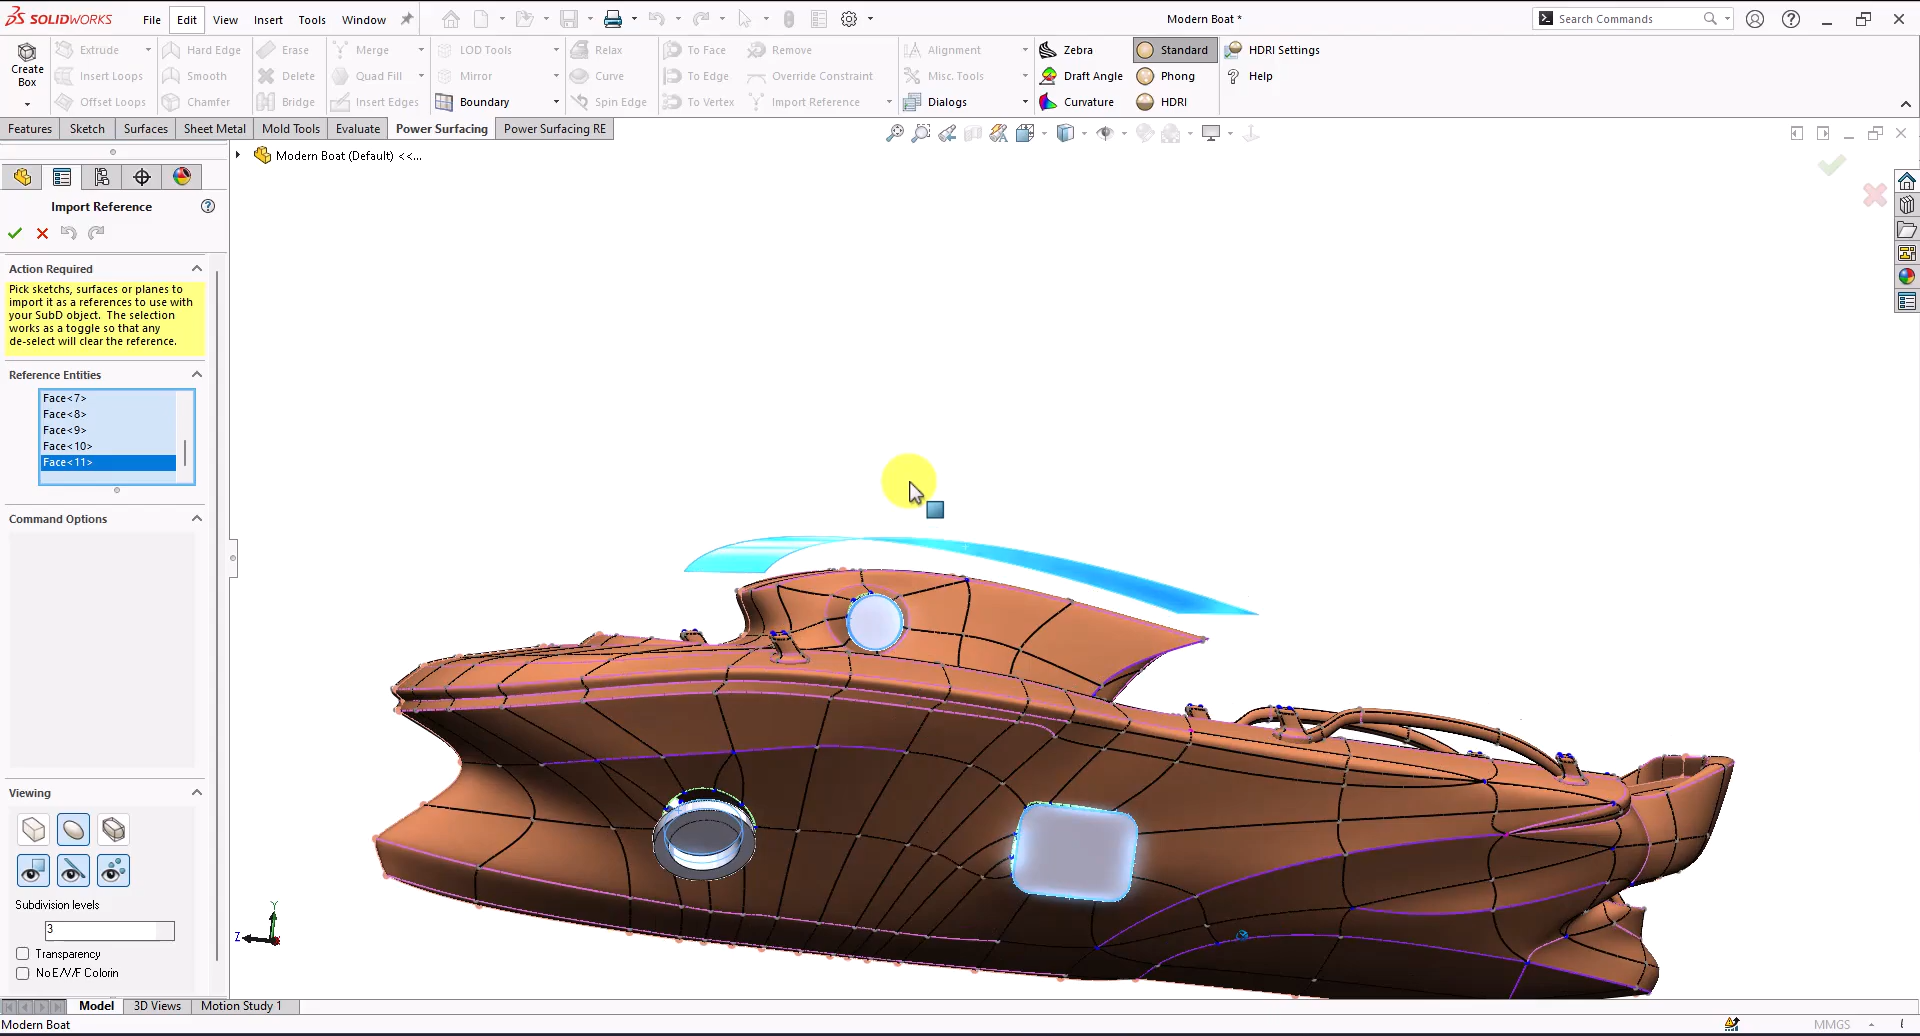 SOLIDWORKS File Edit View Insert Tools Window Modern Boat * Search Commands
Create Box
Extrude Hard Edge Erase Merge LOD Tools Relax To Face Remove Alignment Zebra Standard HDRI Settings
Insert Loops Smooth Delete Quad Fill Mirror Curve To Edge Override Constraint Misc. Tools Draft Angle Phong Help
Offset Loops Chamfer Bridge Insert Edges Boundary Spin Edge To Vertex Import Reference Dialogs Curvature HDRI
Features Sketch Surfaces Sheet Metal Mold Tools Evaluate Power Surfacing Power Surfacing RE
Modern Boat (Default) <<...
Import Reference
Action Required
Pick sketchs, surfaces or planes to
import it as a references to use with
your SubD object. The selection
works as a toggle so that any
de-select will clear the reference.
Reference Entities
Face<7>
Face<8>
Face<9>
Face<10>
Face<11>
Command Options
Viewing
Subdivision levels
3
Transparency
No E/V/F Colorin
Y
Z
Model 3D Views Motion Study 1
Modern Boat MMGS